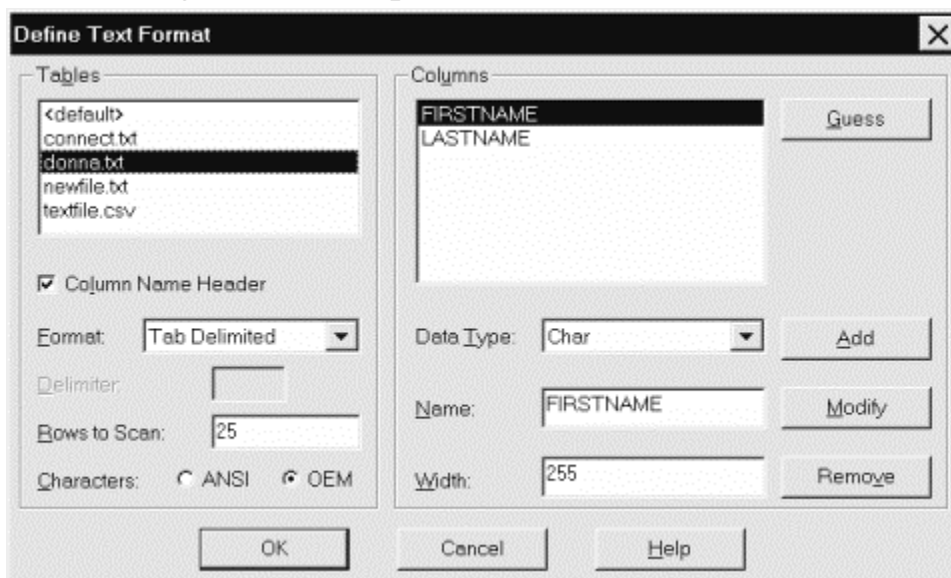 Define Text Format
Tables
<default>
connect.txt
donna.txt
newfile.txt
textfile.csv
Column Name Header
Format: Tab Delimited
Delimiter:
Rows to Scan: 25
Characters: ANSI OEM
Columns
FIRSTNAME
LASTNAME
Guess
Data Type: Char
Add
Name: FIRSTNAME
Modify
Width: 255
Remove
OK Cancel Help